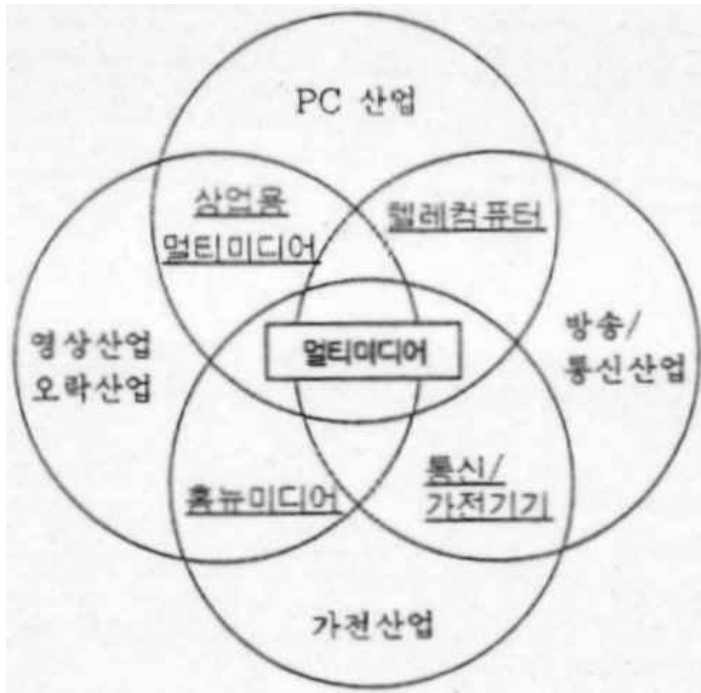 PC 산업
상업용
멀티미디어
텔레컴퓨터
영상산업
오락산업
멀티미디어
방송/
통신산업
홈뉴미디어
통신/
가전기기
가전산업